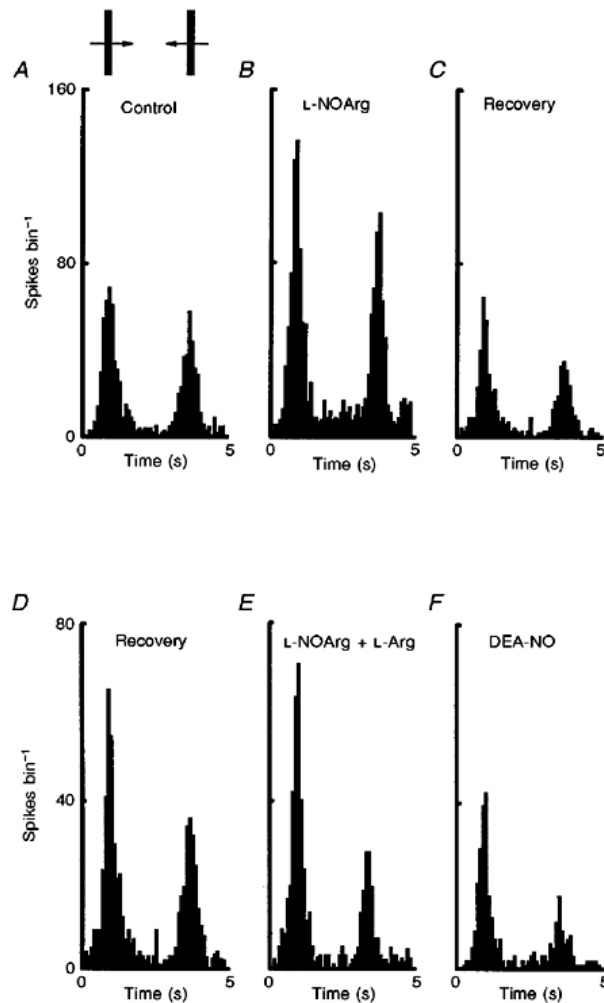 A
B
C
160
Control
L-NOArg
Recovery
Spikes bin⁻¹
80
0
0
5
0
5
0
5
Time (s)
Time (s)
Time (s)
D
E
F
80
Recovery
L-NOArg + L-Arg
DEA-NO
Spikes bin⁻¹
40
0
0
5
0
5
0
5
Time (s)
Time (s)
Time (s)